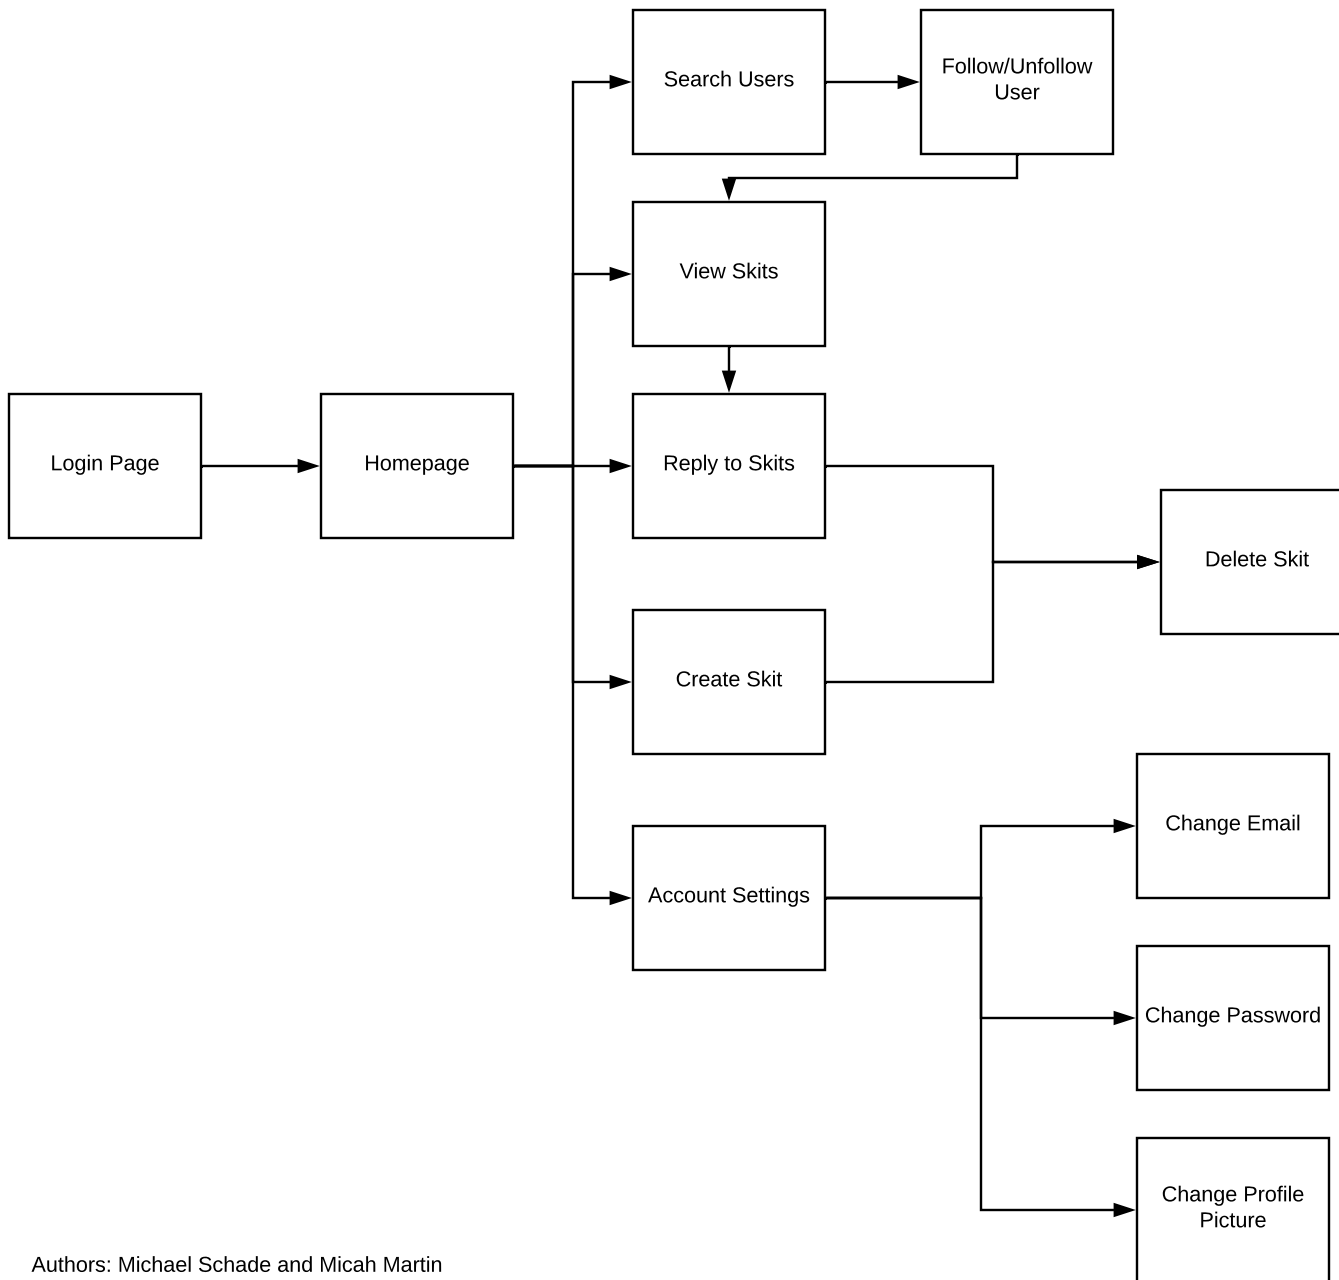 Search Users
Follow/Unfollow
User
View Skits
Login Page
Homepage
Reply to Skits
Delete Skit
Create Skit
Change Email
Account Settings
Change Password
Change Profile
Picture
Authors: Michael Schade and Micah Martin